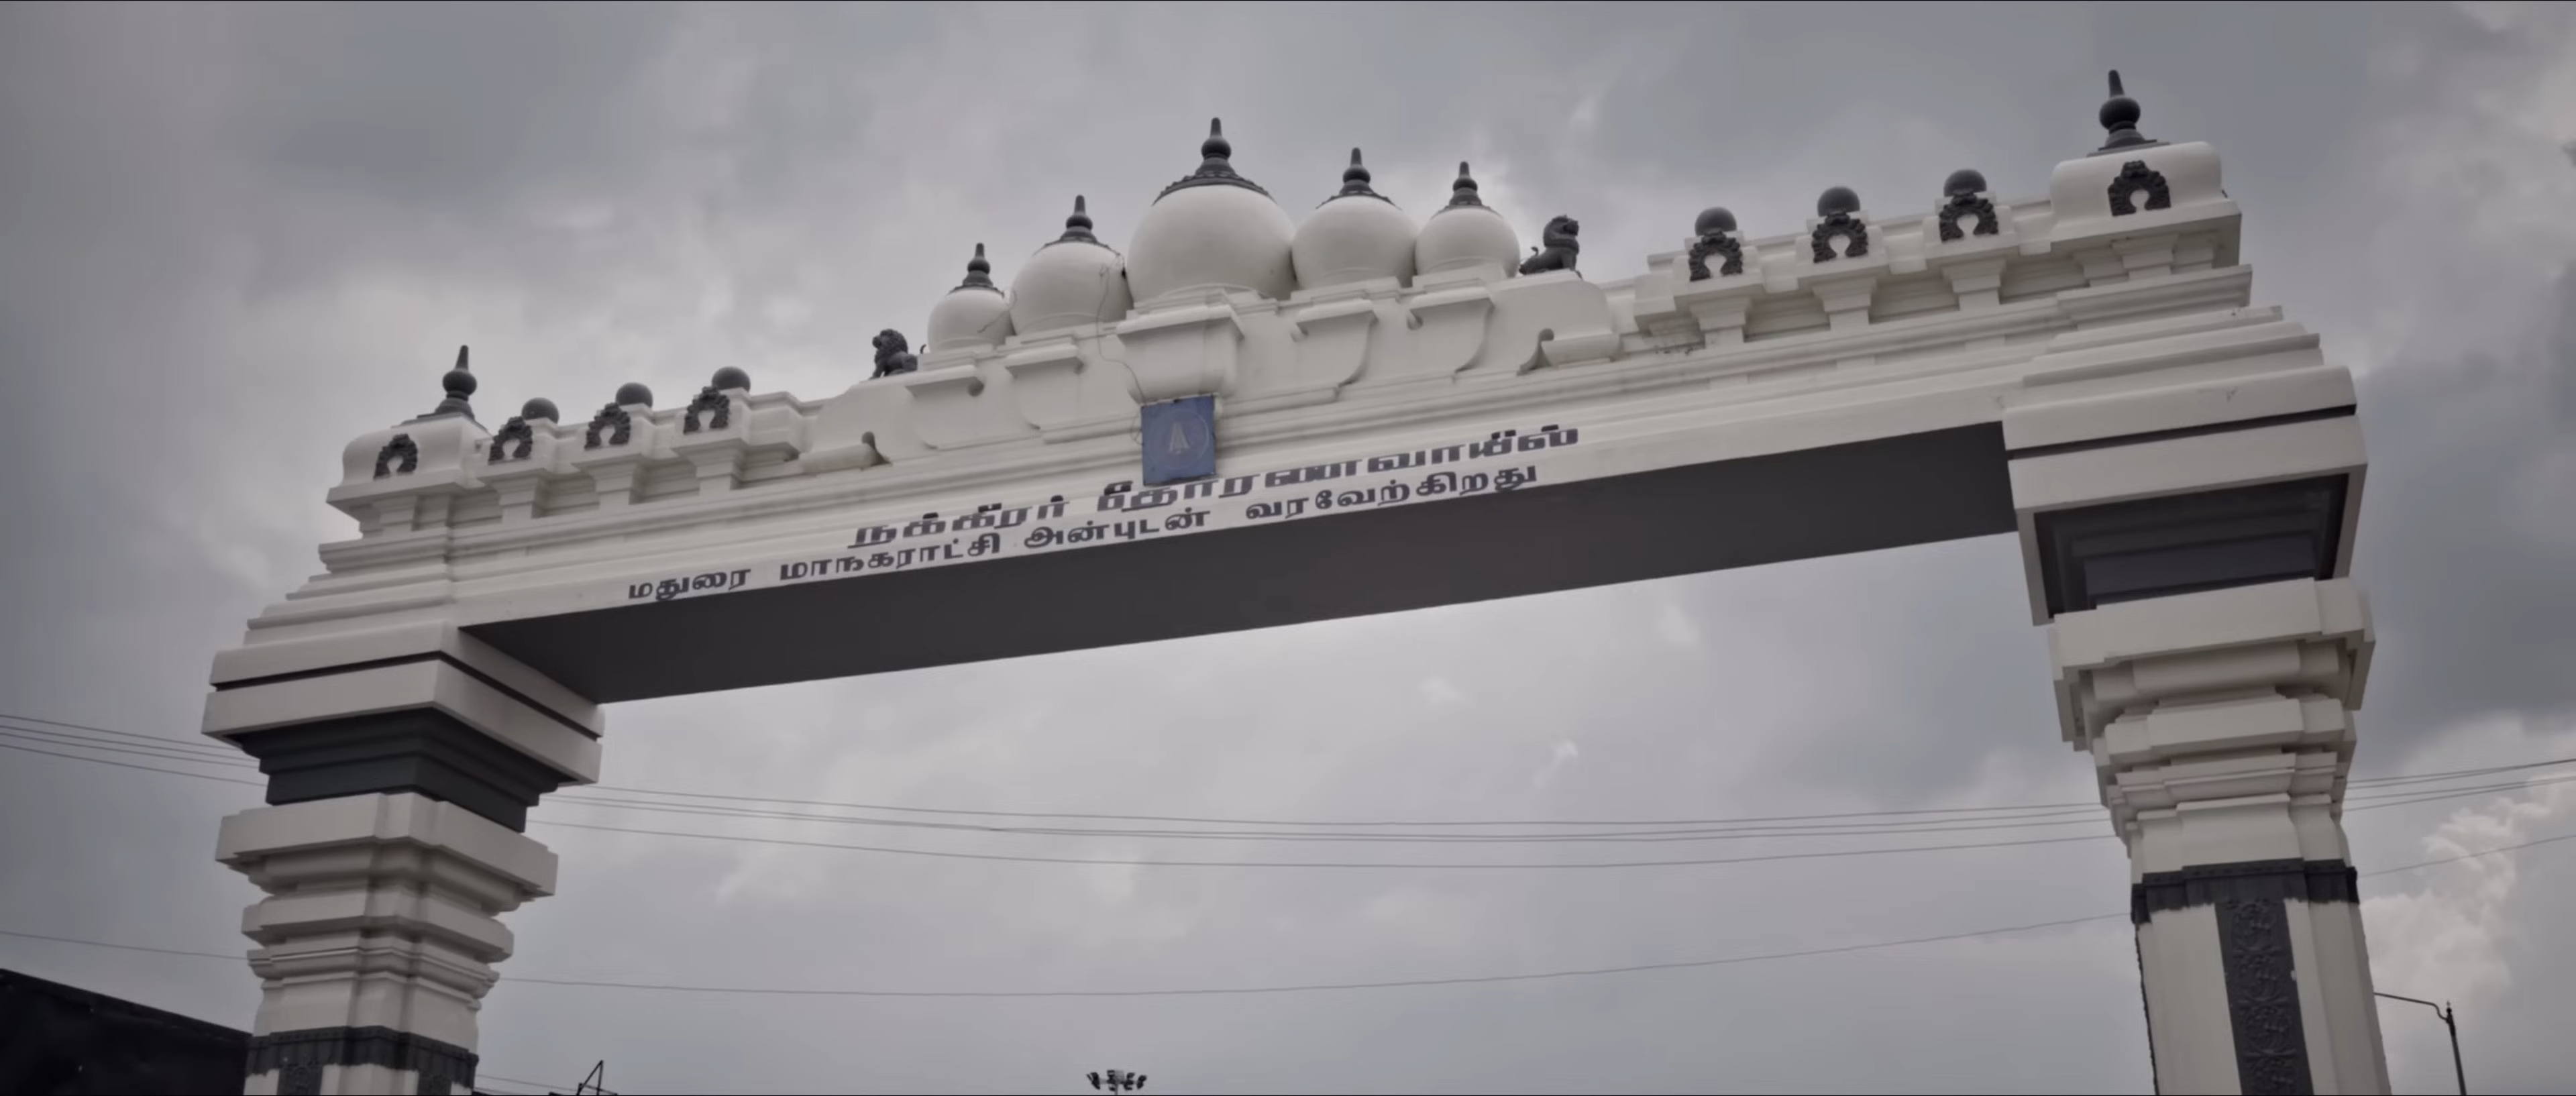 நக்கீரர் தோரணவாயில்
மதுரை மாநகராட்சி அன்புடன் வரவேற்கிறது